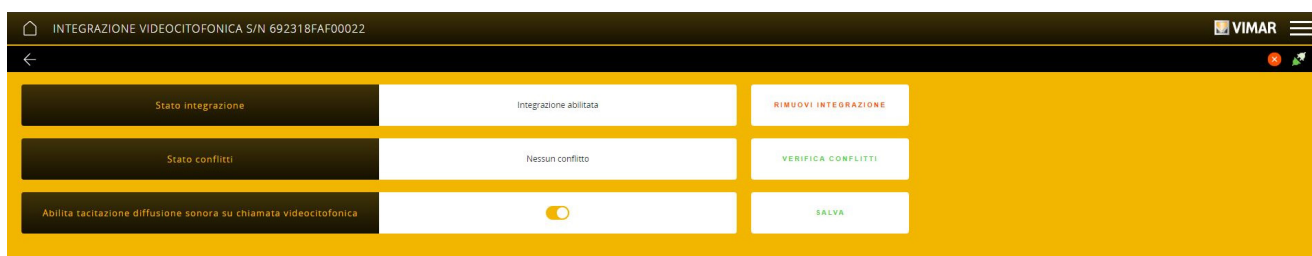 INTEGRAZIONE VIDEOCITOFONICA S/N 692318FAF00022
VIMAR
Stato integrazione
Integrazione abilitata
RIMUOVI INTEGRAZIONE
Stato conflitti
Nessun conflitto
VERIFICA CONFLITTI
Abilita tacitazione diffusione sonora su chiamata videocitofonica
SALVA